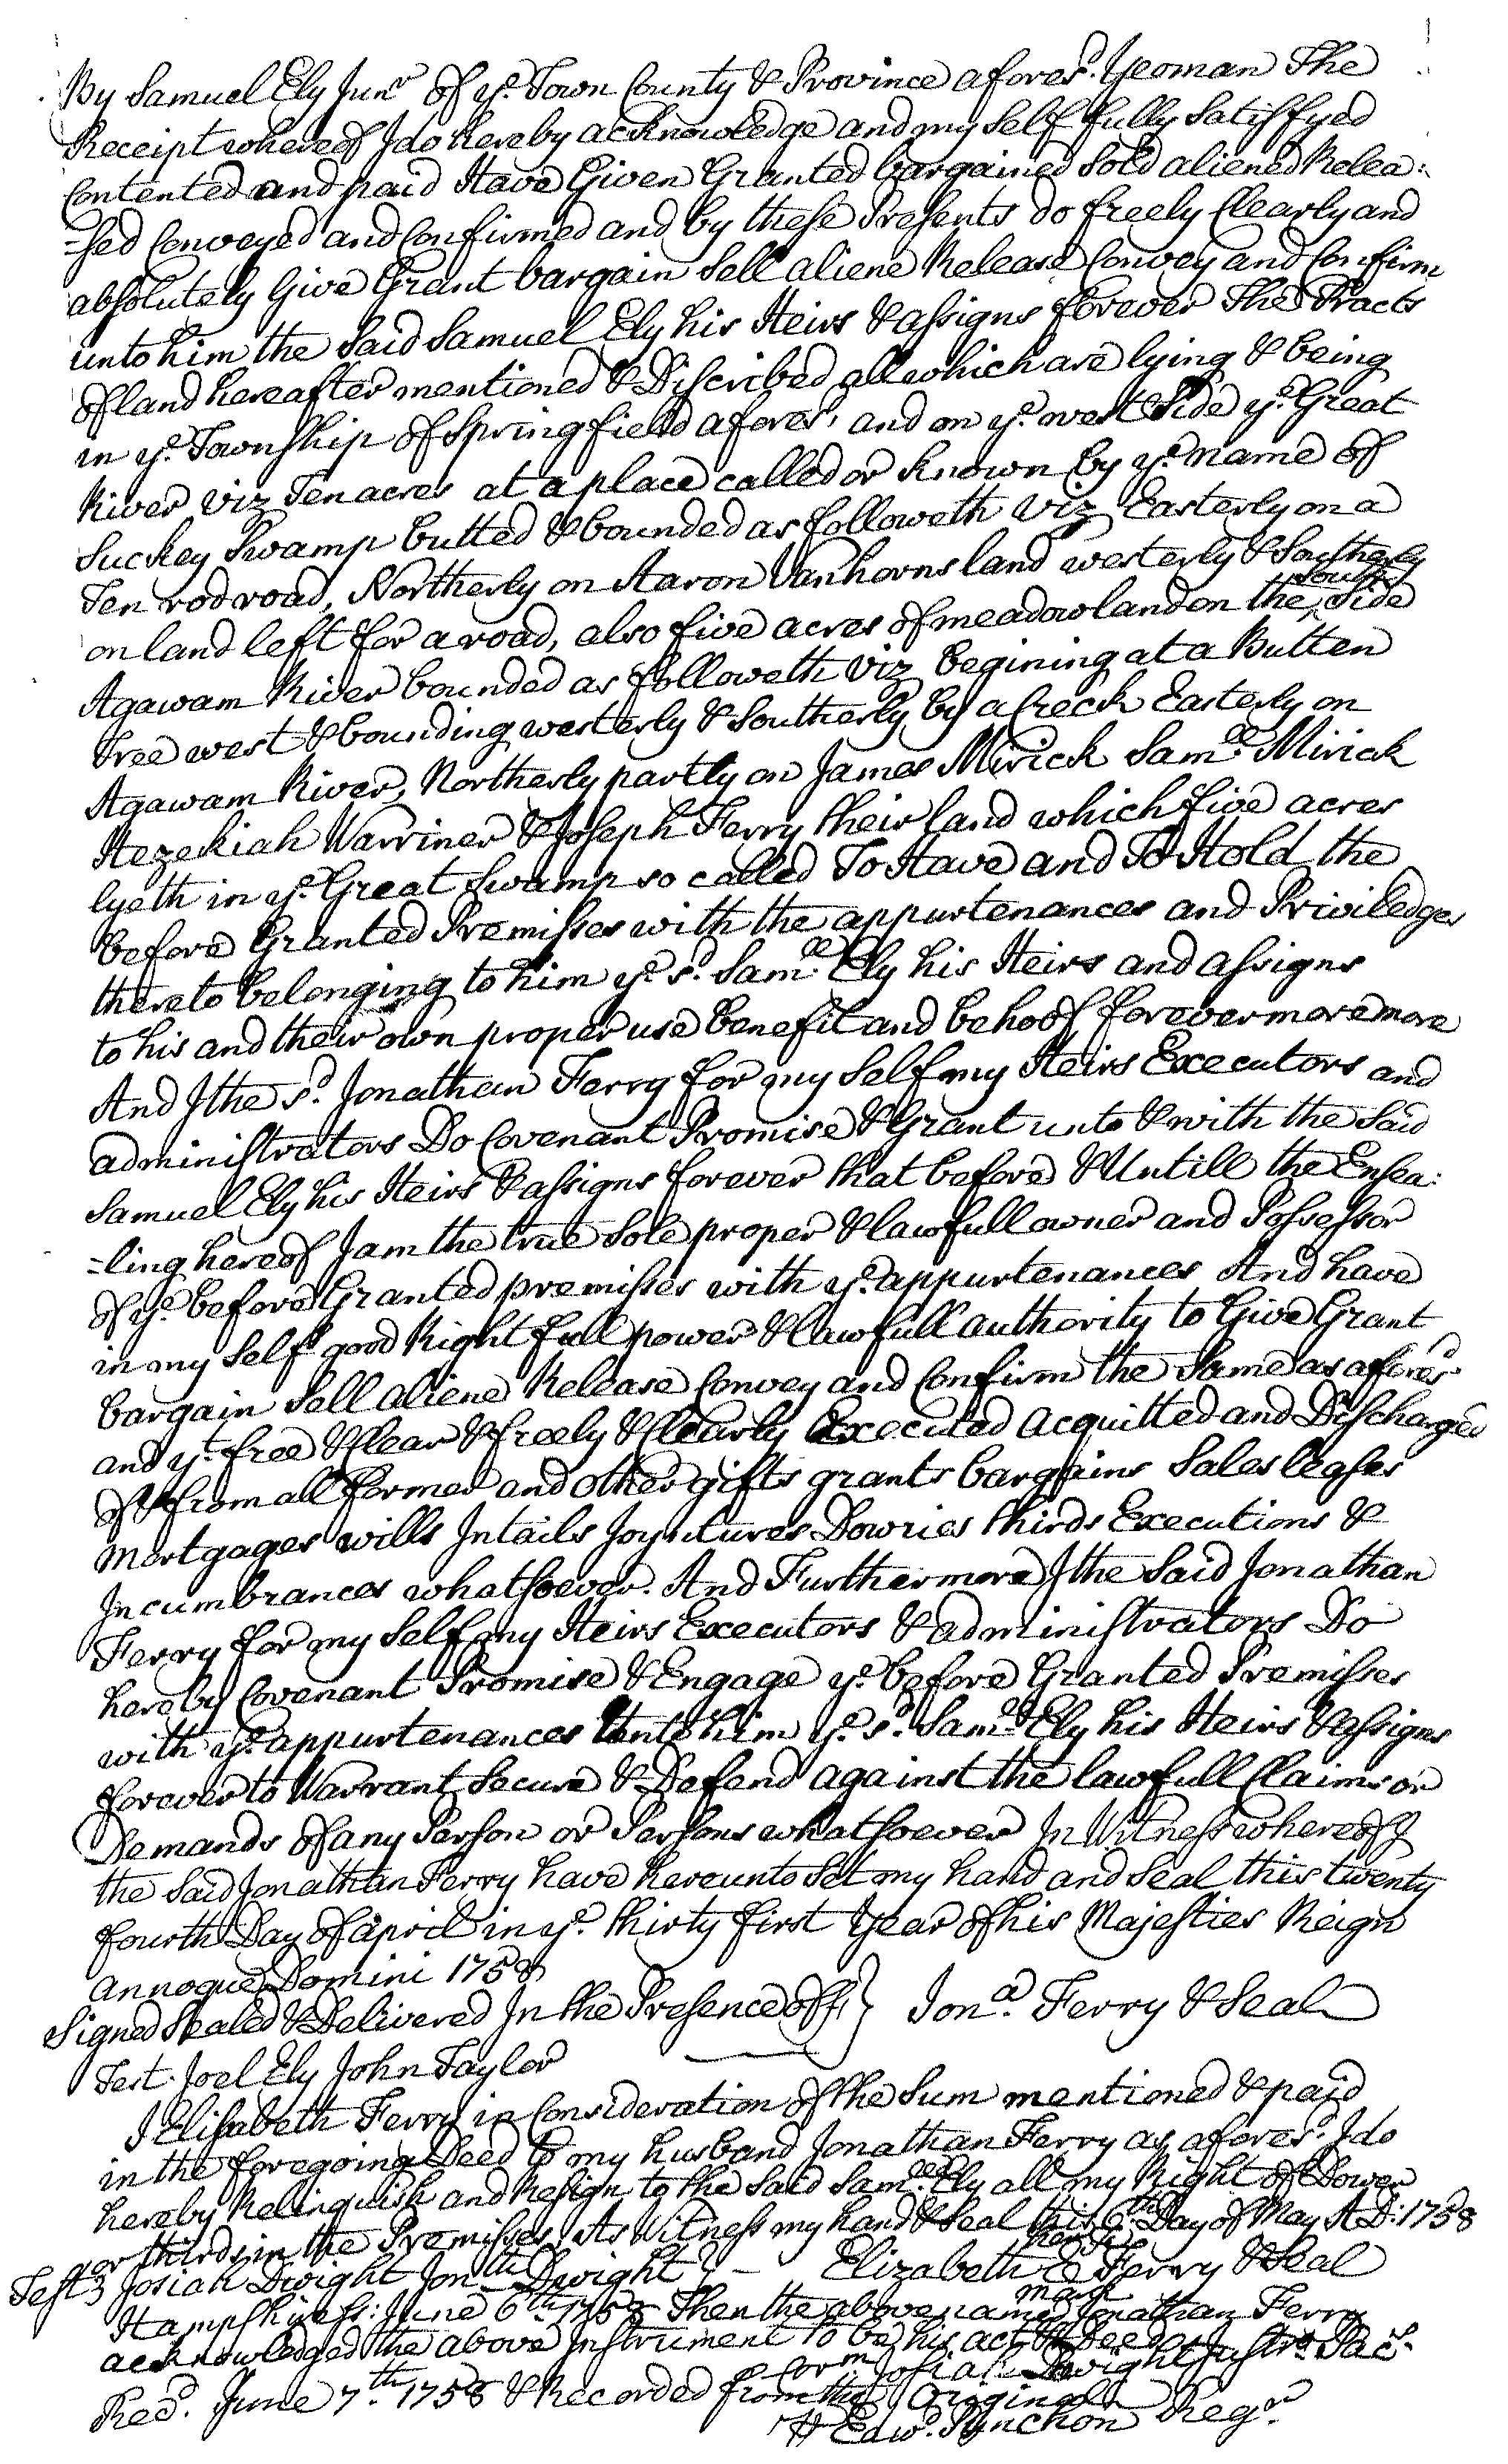 By Samuel Ely Junr of ye Town County & Province aforesd. Yeoman The
Receipt whereof I do hereby acknowledge and my Self fully Satisfyed
Contented and paid Have Given Granted bargained Sold aliened Relea:
=sed Conveyed and Confirmed and by these Presents do freely Clearly and
absolutely Give Grant bargain Sell aliene Release Convey and Confirm
unto him the Said Samuel Ely his Heirs & assigns forever The Tracts
of land hereafter mentioned & Discribed all which are lying & being
in ye Township of Springfield aforesd, and on ye west Side ye Great
River viz Ten acres at a place called or known by ye name of
Suckey Swamp butted & bounded as followeth viz Easterly on a
Ten rod road, Northerly on Aaron Vanhorns land westerly & Southerly
on land left for a road, also five acres of meadow land on the South Side
Agawam River bounded as followeth viz begining at a Butten
tree west & bounding westerly & Southerly by a Creek Easterly on
Agawam River, Northerly partly on James Mirick Samll Mirick
Hezekiah Warriner & Joseph Ferry their land which five acres
lyeth in ye Great Swamp so called To Have and To Hold the
before Granted Premisses with the appurtenances and Priviledges
thereto belonging to him ye sd. Samll Ely his Heirs and assigns
to his and their own proper use benefit and behoof forevermoremore
And I the sd. Jonathan Ferry for my Self my Heirs Executors and
administrators Do Covenant Promise & Grant unto & with the Said
Samuel Ely his Heirs & assigns forever that before & Untill the Ensea:
=ling hereof I am the true Sole proper & lawfull owner and Possessor
of ye before Granted premisses with ye appurtenances And have
in my Self good Right full power & lawfull authority to Give Grant
bargain Sell aliene Release Convey and Confirm the Same as aforesd
and yt free & Clear & freely & Clearly Executed acquitted and Discharged
of & from all former and other gifts grants bargains Sales leases
Mortgages wills Intails Joyntures Dowries thirds Executions &
Incumbrances whatsoever. And Furthermore I the Said Jonathan
Ferry for my Self my Heirs Executors & administrators Do
hereby Covenant Promise & Engage ye before Granted Premisses
with ye appurtenances Unto him ye sd. Samll Ely his Heirs & assigns
forever to Warrant Secure & Defend against the lawfull Claims or
Demands of any Person or Persons whatsoever In Witness whereof I
the Said Jonathan Ferry have hereunto Set my hand and Seal this twenty
fourth Day of april in ye thirty first Year of his Majesties Reign
annoque Domini 1758
Signed Sealed & Delivered In the Presence off } Jona. Ferry & Seal
Test. Joel Ely John Taylor
I Elisabeth Ferry in Consideration of the Sum mentioned & paid
in the foregoing Deed to my husband Jonathan Ferry as aforesd. I do
hereby Relinquish and Resign to the Said Samll Ely all my Right of Dower
or thirds in the Premisses As Witness my hand & Seal this 6th Day of May AD: 1758
Test Josiah Dwight Jonth Dwight } - Elizabeth E her mark Ferry & Seal
Hampshire ss: June 6th 1758 Then the abovenamed Jonathan Ferry
acknowledged the above Instrument to be his act & Deed
Corm Josiah Dwight Justice Pac.
Recd. June 7th 1758 & Recorded from the Original
⅌ Edwd. Pynchon Regr.